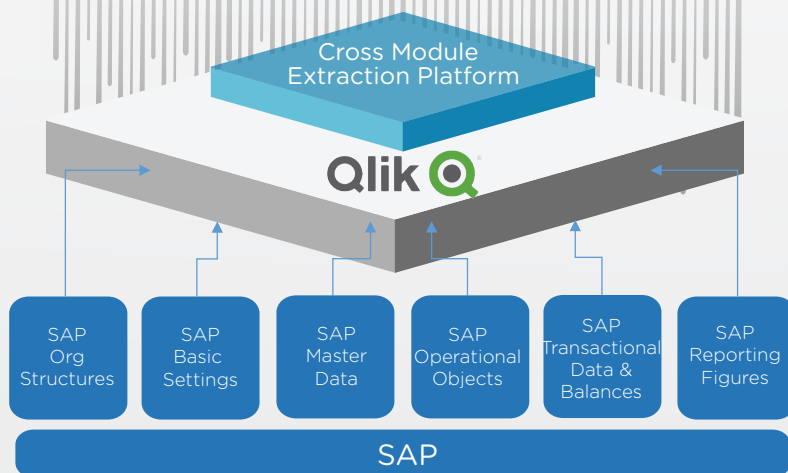 Cross Module
Extraction Platform
Qlik
SAP
Org
Structures
SAP
Basic
Settings
SAP
Master
Data
SAP
Operational
Objects
SAP
Transactional
Data &
Balances
SAP
Reporting
Figures
SAP